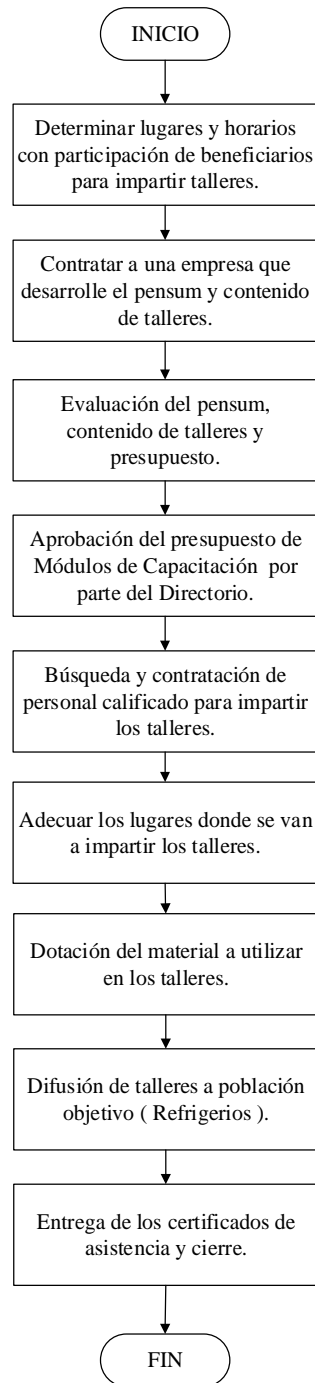 INICIO
Determinar lugares y horarios
con participación de beneficiarios
para impartir talleres.
Contratar a una empresa que
desarrolle el pensum y contenido
de talleres.
Evaluación del pensum,
contenido de talleres y
presupuesto.
Aprobación del presupuesto de
Módulos de Capacitación por
parte del Directorio.
Búsqueda y contratación de
personal calificado para impartir
los talleres.
Adecuar los lugares donde se van
a impartir los talleres.
Dotación del material a utilizar
en los talleres.
Difusión de talleres a población
objetivo ( Refrigerios ).
Entrega de los certificados de
asistencia y cierre.
FIN